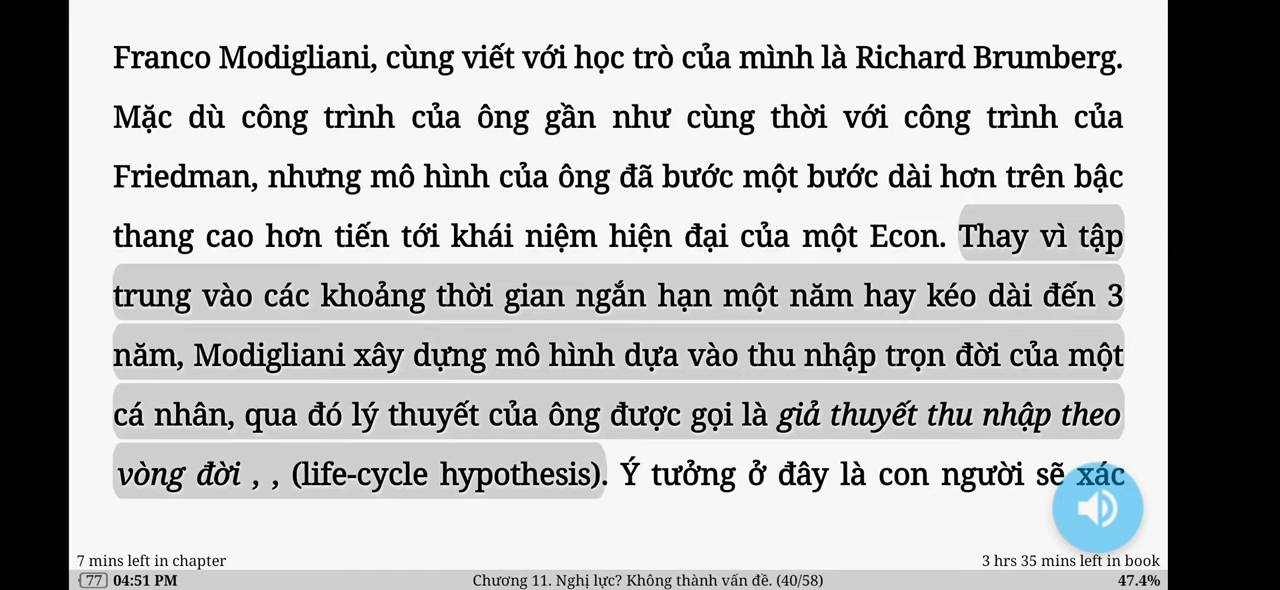 Franco Modigliani, cùng viết với học trò của mình là Richard Brumberg.
Mặc dù công trình của ông gần như cùng thời với công trình của
Friedman, nhưng mô hình của ông đã bước một bước dài hơn trên bậc
thang cao hơn tiến tới khái niệm hiện đại của một Econ. Thay vì tập
trung vào các khoảng thời gian ngắn hạn một năm hay kéo dài đến 3
năm, Modigliani xây dựng mô hình dựa vào thu nhập trọn đời của một
cá nhân, qua đó lý thuyết của ông được gọi là giả thuyết thu nhập theo
vòng đời , , (life-cycle hypothesis). Ý tưởng ở đây là con người sẽ xác
7 mins left in chapter 3 hrs 35 mins left in book
77 04:51 PM Chương 11. Nghị lực? Không thành vấn đề. (40/58) 47.4%